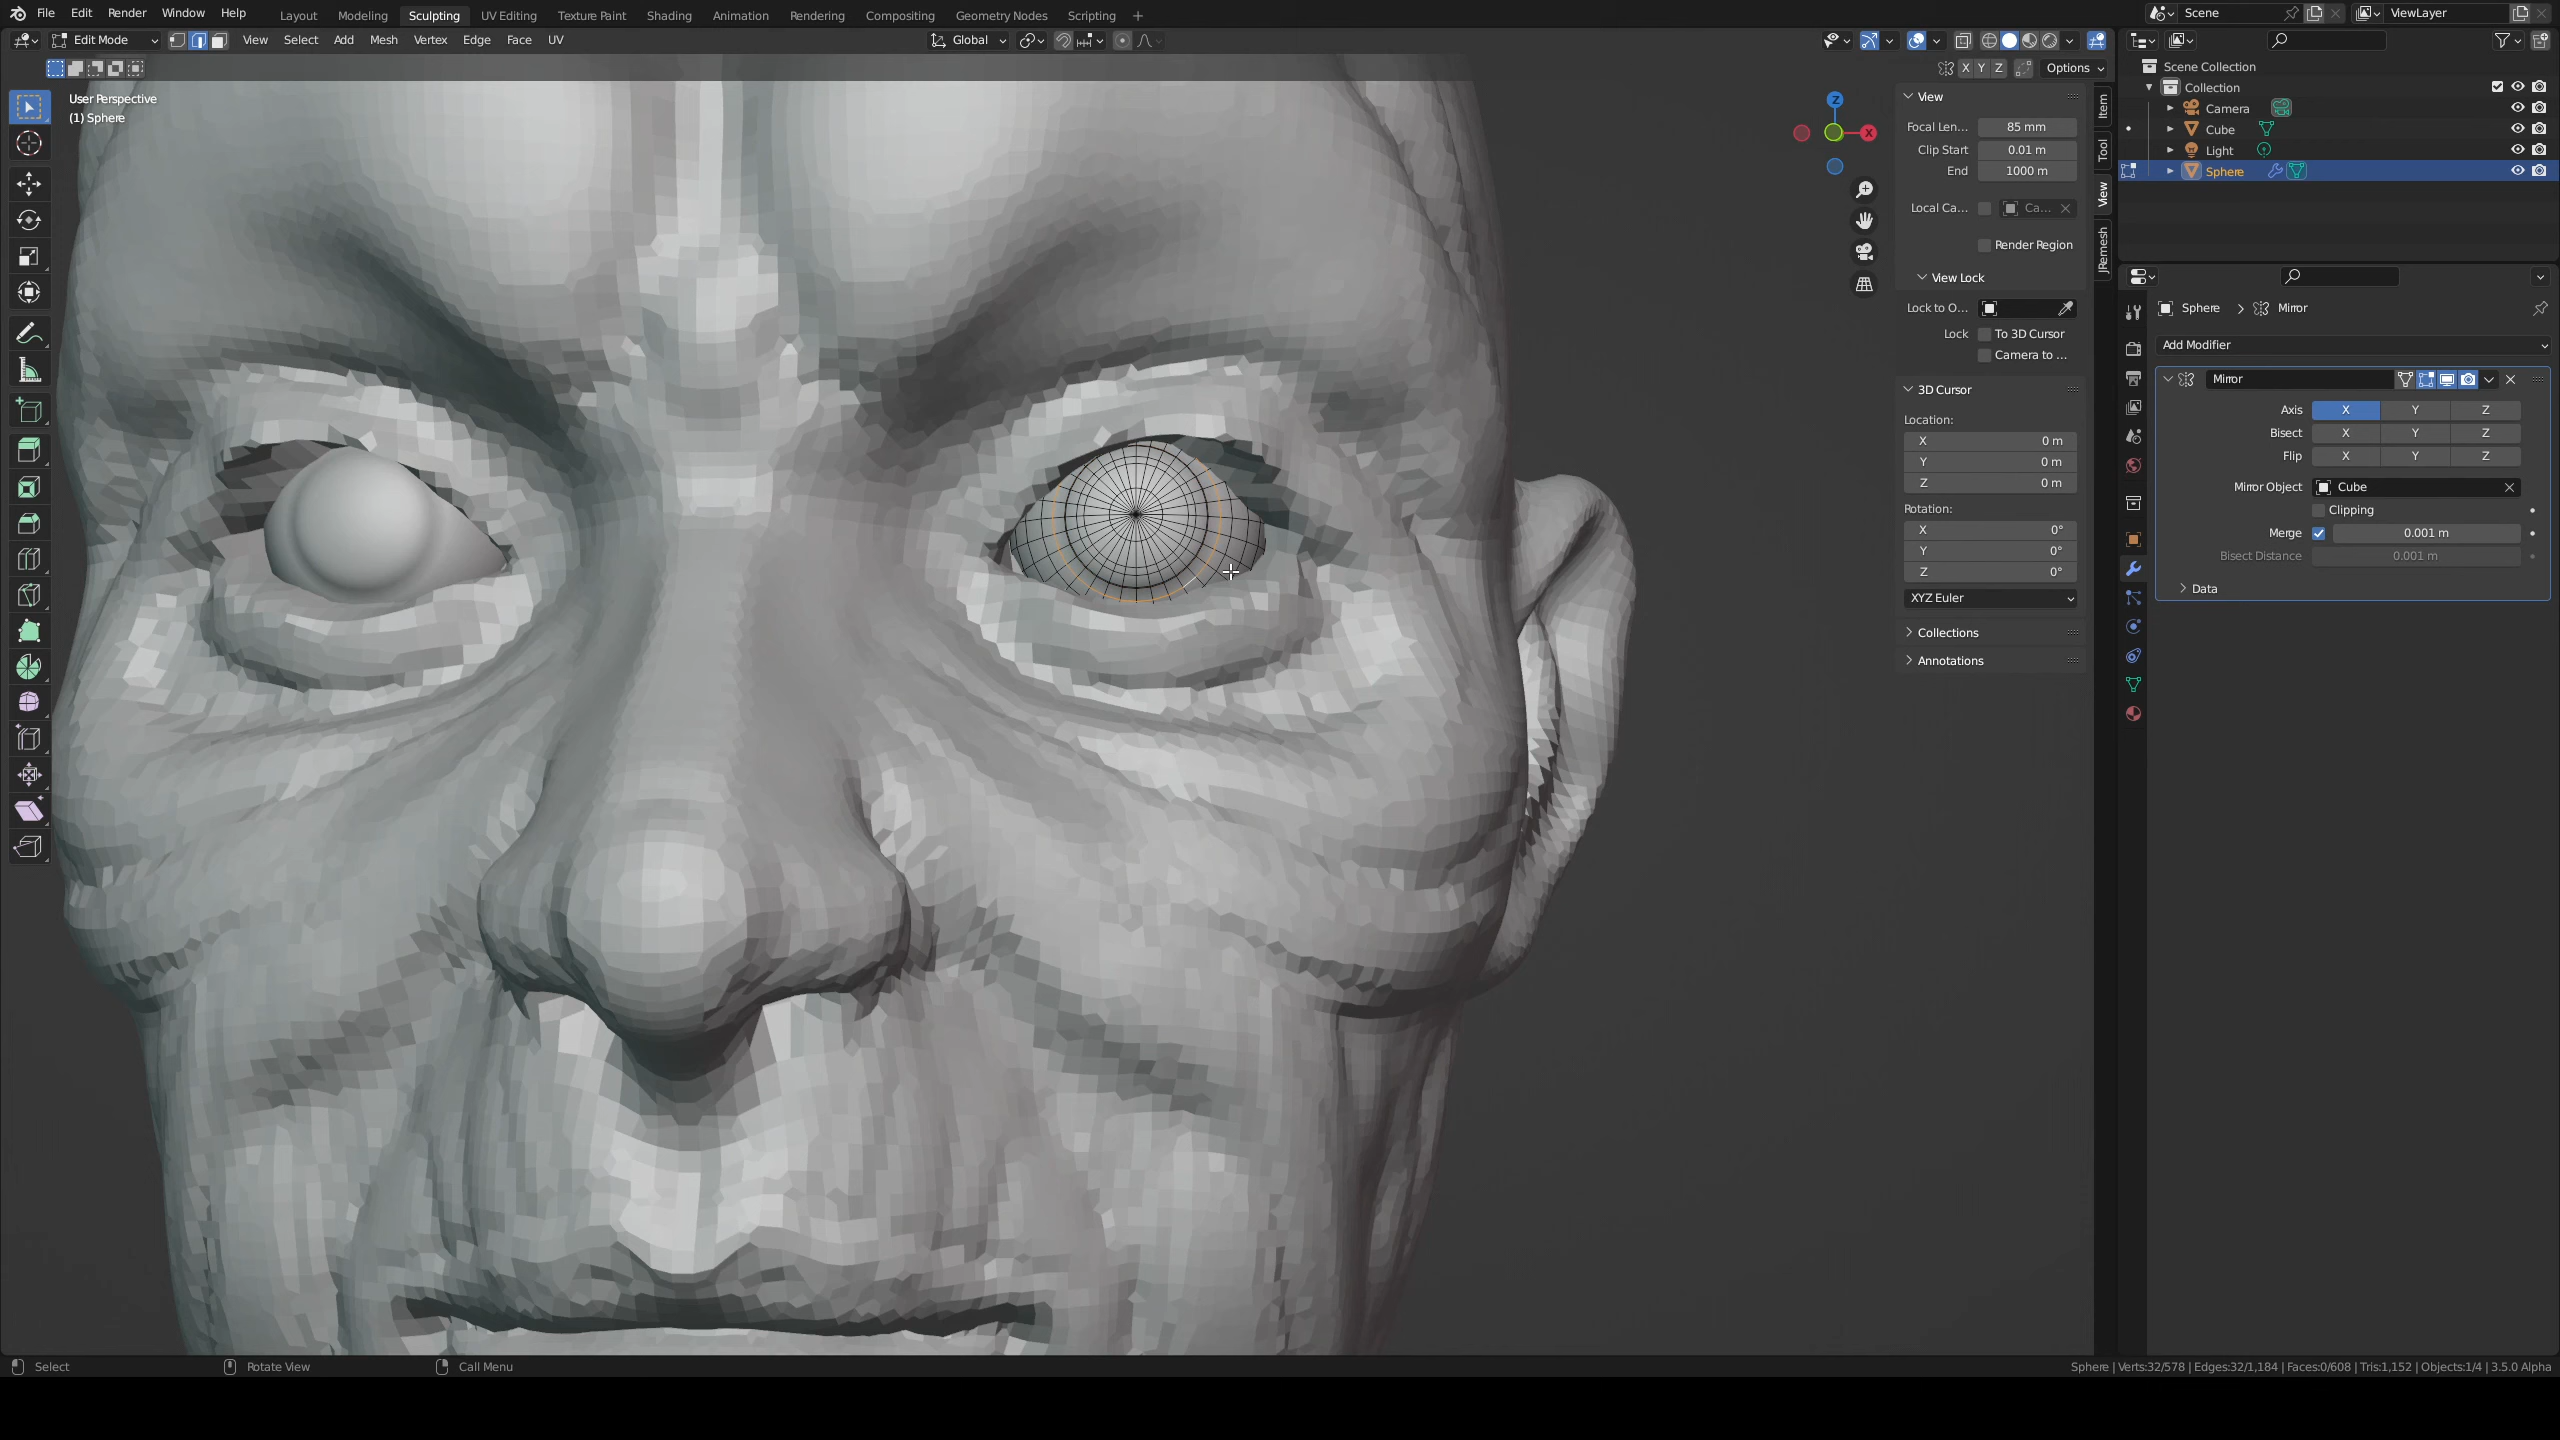 File Edit Render Window Help Layout Modeling Sculpting UV Editing Texture Paint Shading Animation Rendering Compositing Geometry Nodes Scripting + Scene ViewLayer
Edit Mode View Select Add Mesh Vertex Edge Face UV Global
X Y Z Options
User Perspective
(1) Sphere
Z
X
View
Focal Len... 85 mm
Clip Start 0.01 m
End 1000 m
Local Ca... Ca...
Render Region
View Lock
Lock to O...
Lock To 3D Cursor
Camera to ...
3D Cursor
Location:
X 0 m
Y 0 m
Z 0 m
Rotation:
X 0°
Y 0°
Z 0°
XYZ Euler
Collections
Annotations
Item
Tool
View
JRemesh
Scene Collection
Collection
Camera
Cube
Light
Sphere
Sphere > Mirror
Add Modifier
Mirror
Axis X Y Z
Bisect X Y Z
Flip X Y Z
Mirror Object Cube
Clipping
Merge 0.001 m
Bisect Distance 0.001 m
Data
Select Rotate View Call Menu Sphere | Verts:32/578 | Edges:32/1,184 | Faces:0/608 | Tris:1,152 | Objects:1/4 | 3.5.0 Alpha